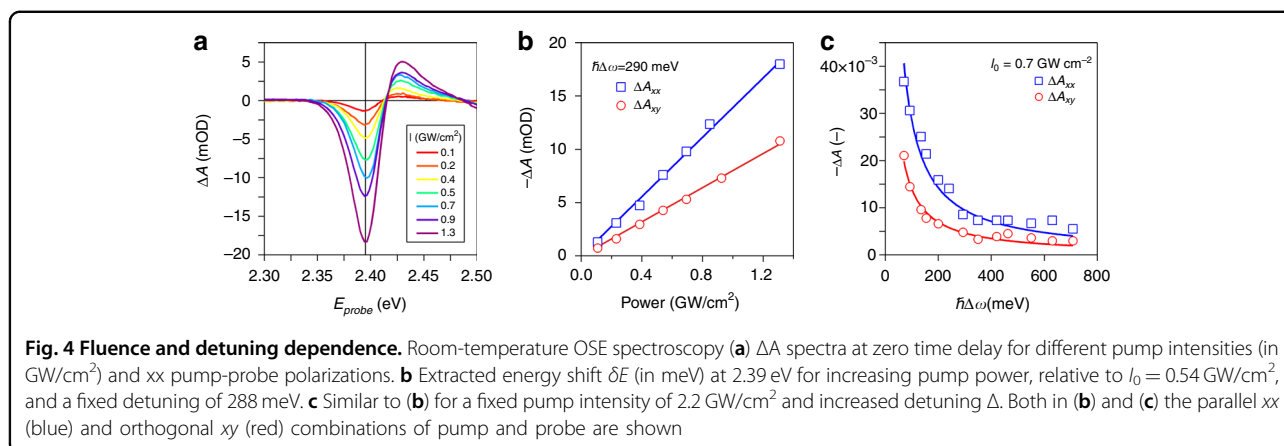 a
5
0
−5
−10
−15
−20
ΔA (mOD)
I (GW/cm²)
0.1
0.2
0.4
0.5
0.7
0.9
1.3
2.30 2.35 2.40 2.45 2.50
E_probe (eV)
b
−20
−15
−10
−5
0
−ΔA (mOD)
ℏΔω=290 meV
ΔA_xx
ΔA_xy
0.0 0.4 0.8 1.2
Power (GW/cm²)
c
40×10⁻³
30
20
10
0
−ΔA (−)
I₀ = 0.7 GW cm⁻²
ΔA_xx
ΔA_xy
0 200 400 600 800
ℏΔω(meV)
Fig. 4 Fluence and detuning dependence. Room-temperature OSE spectroscopy (a) ΔA spectra at zero time delay for different pump intensities (in
GW/cm²) and xx pump-probe polarizations. b Extracted energy shift δE (in meV) at 2.39 eV for increasing pump power, relative to I₀ = 0.54 GW/cm²,
and a fixed detuning of 288 meV. c Similar to (b) for a fixed pump intensity of 2.2 GW/cm² and increased detuning Δ. Both in (b) and (c) the parallel xx
(blue) and orthogonal xy (red) combinations of pump and probe are shown